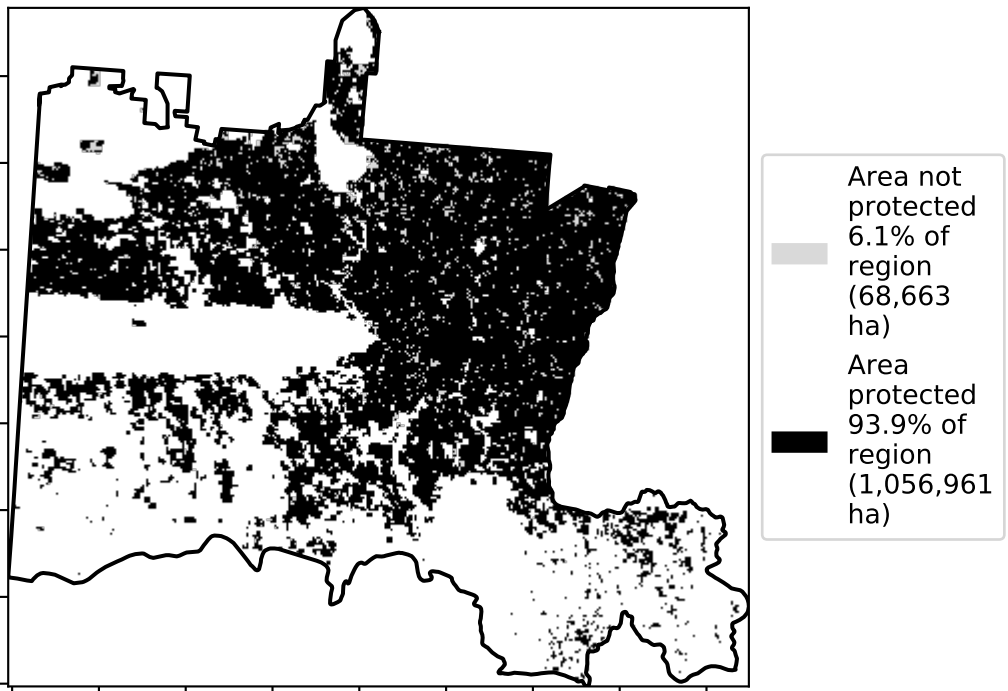 Area not
protected
6.1% of
region
(68,663
ha)
Area
protected
93.9% of
region
(1,056,961
ha)